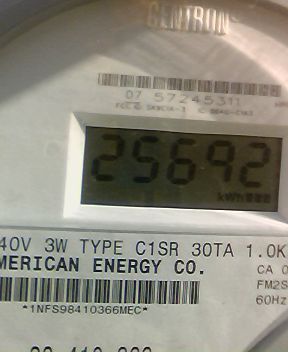 CENTRON
07 57245311
25692
kWh
40V 3W TYPE C1SR 30TA 1.0K
MERICAN ENERGY CO.
CA 0
FM2S
60Hz
*1NFS98410366MEC*